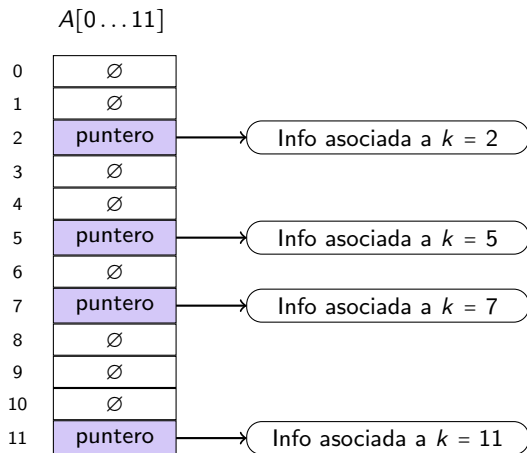 A[0…11]
0 ∅
1 ∅
2 puntero Info asociada a k = 2
3 ∅
4 ∅
5 puntero Info asociada a k = 5
6 ∅
7 puntero Info asociada a k = 7
8 ∅
9 ∅
10 ∅
11 puntero Info asociada a k = 11